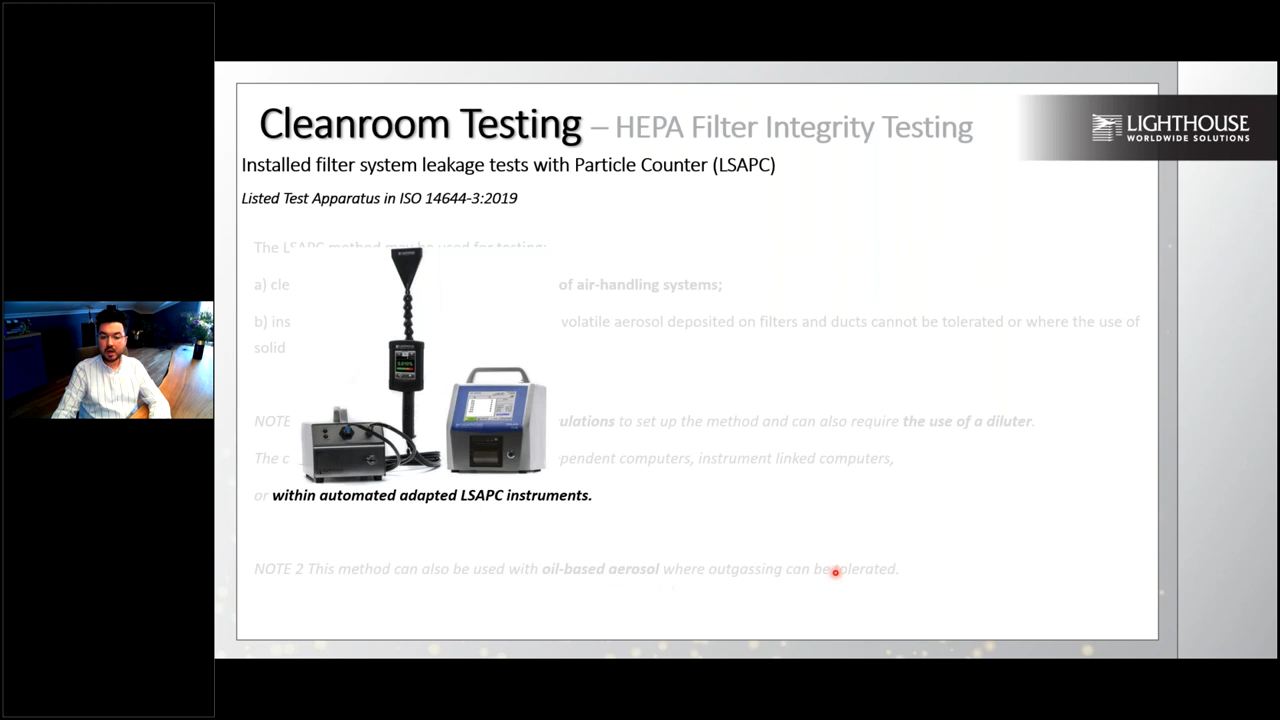 Cleanroom Testing – HEPA Filter Integrity Testing
LIGHTHOUSE
WORLDWIDE SOLUTIONS
Installed filter system leakage tests with Particle Counter (LSAPC)
Listed Test Apparatus in ISO 14644-3:2019
The LSAPC method may be used for testing:
a) cle of air-handling systems;
b) ins volatile aerosol deposited on filters and ducts cannot be tolerated or where the use of
solid
NOTE ulations to set up the method and can also require the use of a diluter.
The c pendent computers, instrument linked computers,
or within automated adapted LSAPC instruments.
NOTE 2 This method can also be used with oil-based aerosol where outgassing can be tolerated.